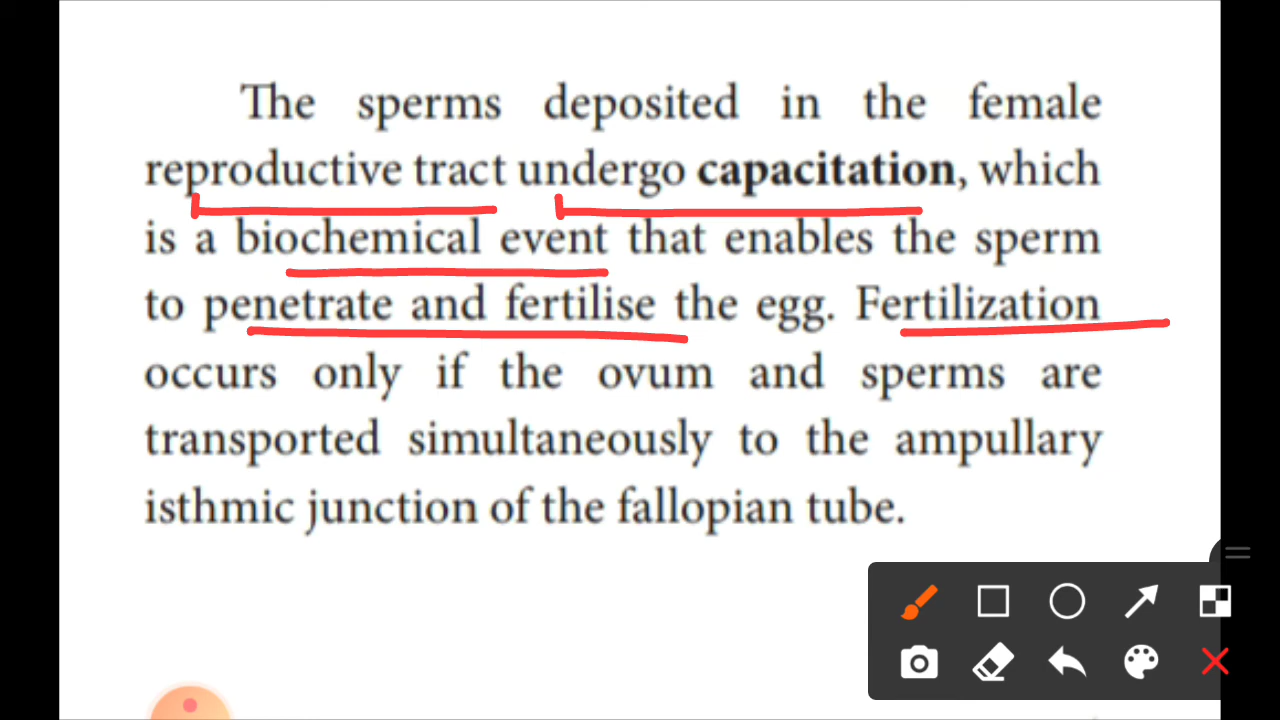 The sperms deposited in the female
reproductive tract undergo capacitation, which
is a biochemical event that enables the sperm
to penetrate and fertilise the egg. Fertilization
occurs only if the ovum and sperms are
transported simultaneously to the ampullary
isthmic junction of the fallopian tube.